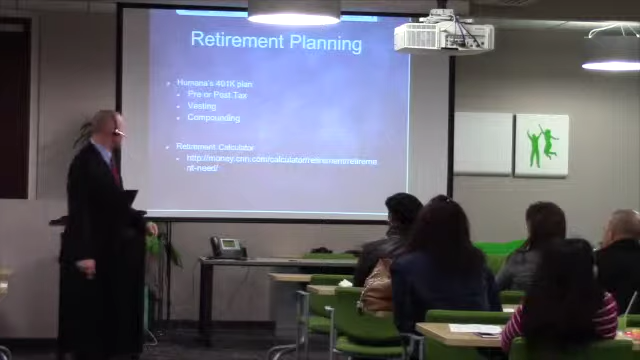 Retirement Planning
Humana's 401K plan
Pre or Post Tax
Vesting
Compounding
Retirement Calculator
http://money.cnn.com/calculator/retirement/retireme
nt-need/